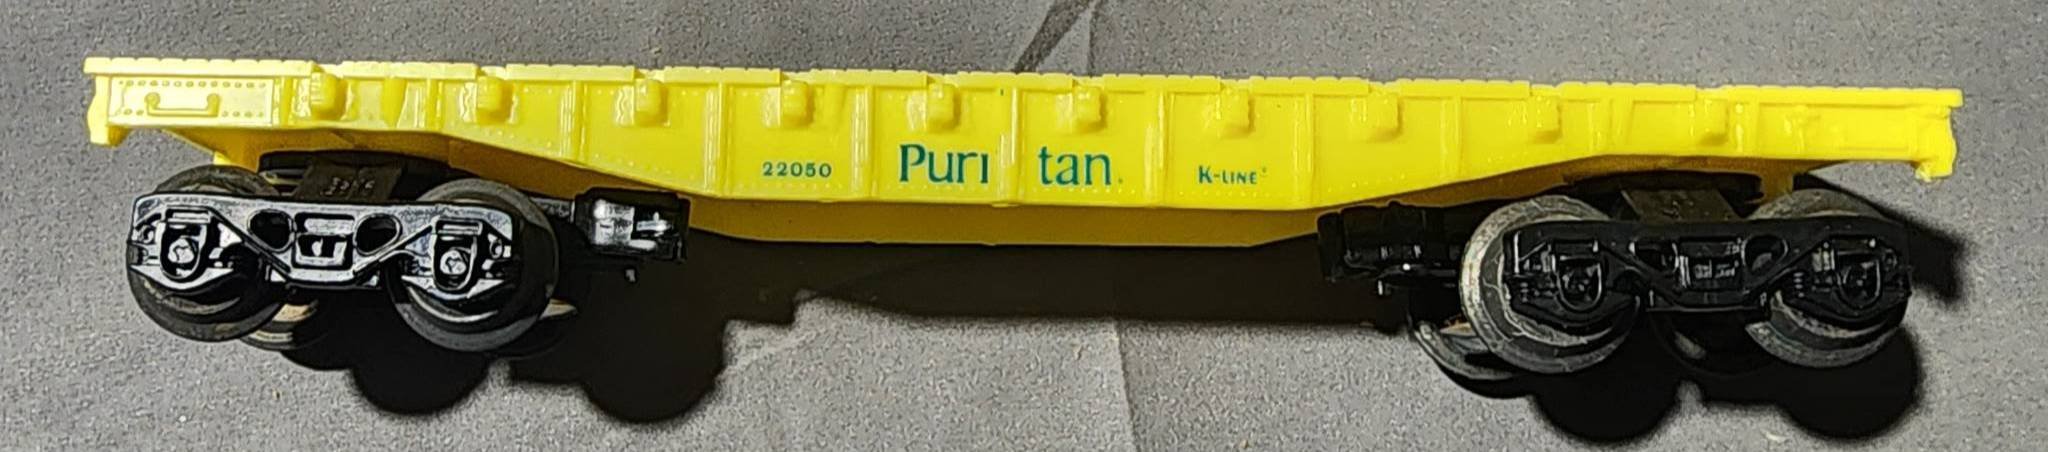 22050 Puri tan. K-LINE®